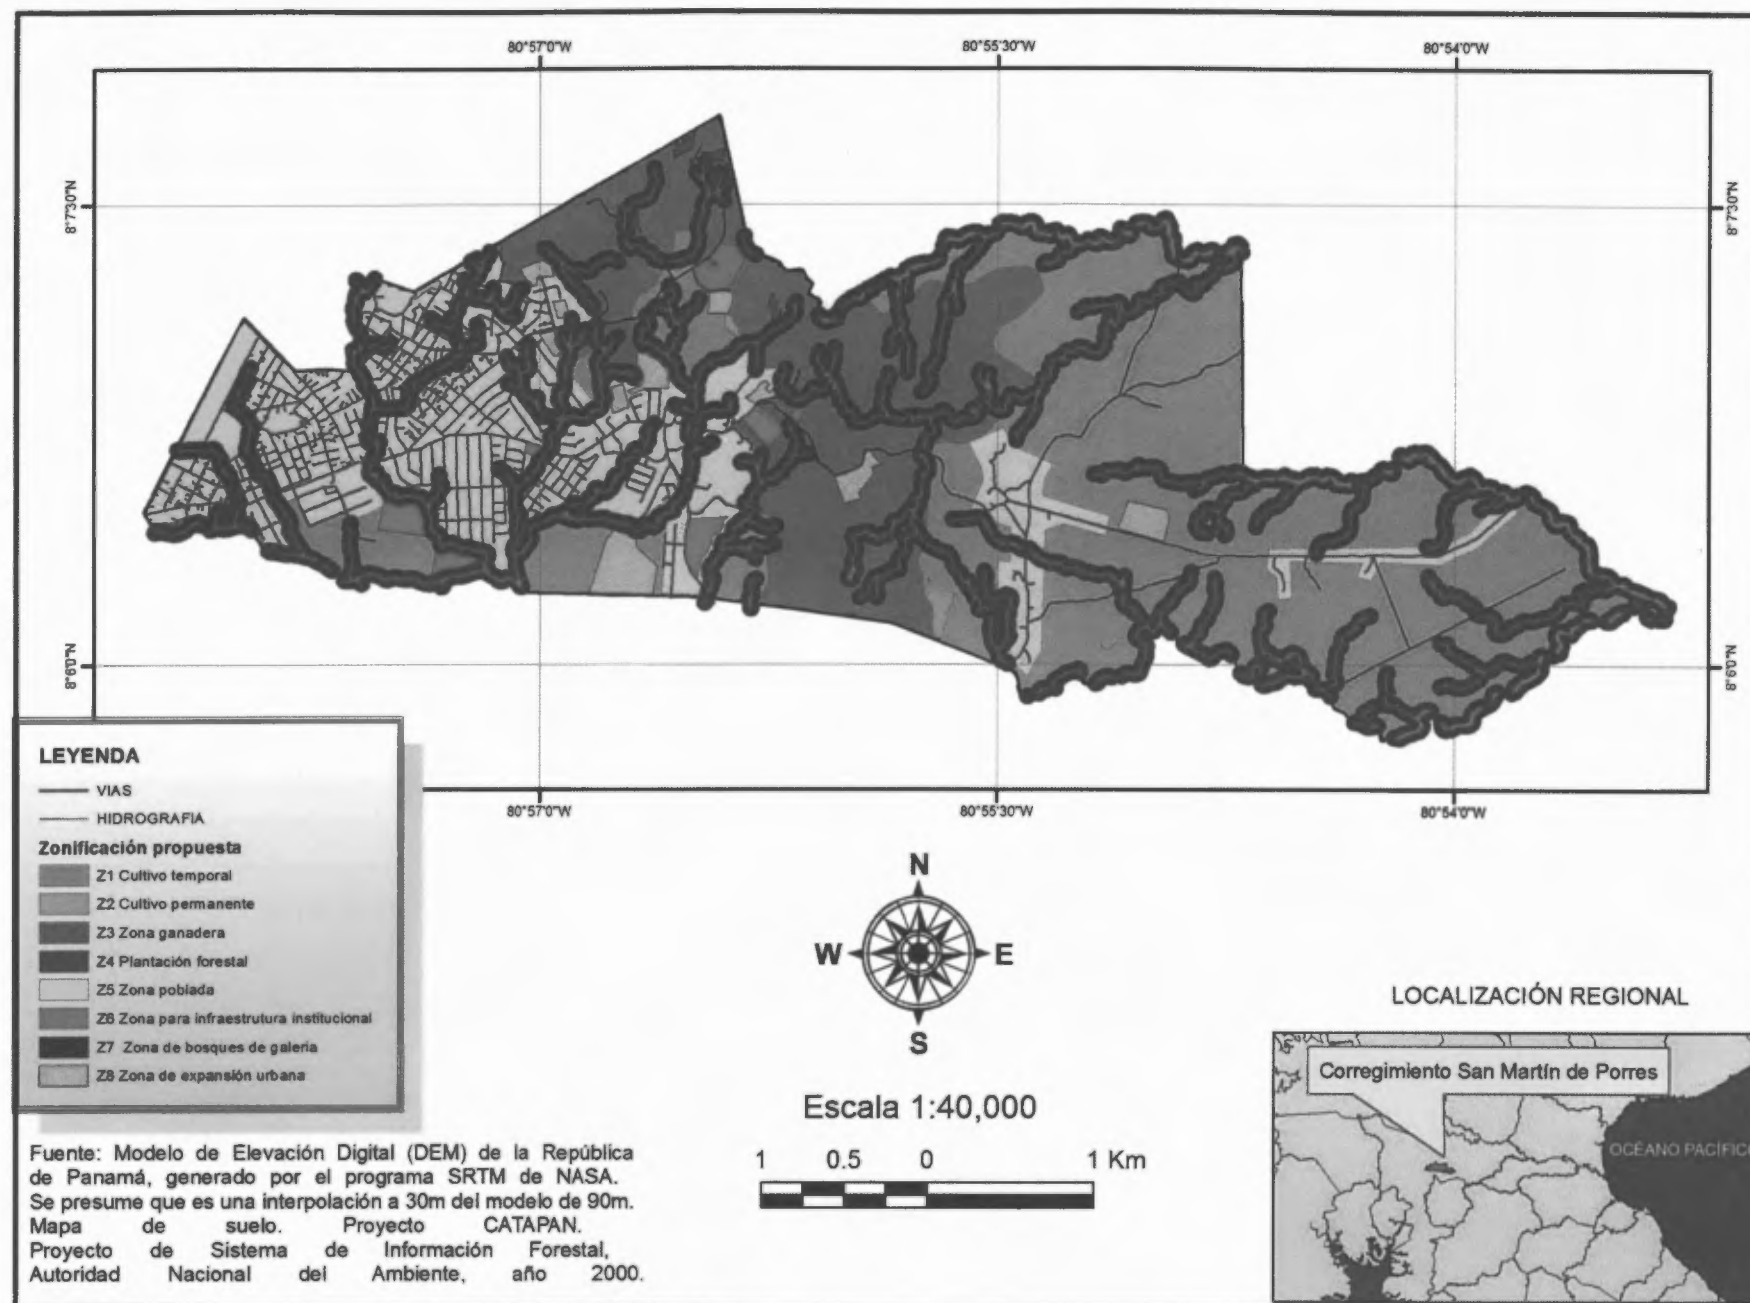 80°57'0"W
80°55'30"W
80°54'0"W
8°7'30"N
8°7'30"N
8°6'0"N
8°6'0"N
80°57'0"W
80°55'30"W
80°54'0"W
LEYENDA
VIAS
HIDROGRAFIA
Zonificación propuesta
Z1 Cultivo temporal
Z2 Cultivo permanente
Z3 Zona ganadera
Z4 Plantación forestal
Z5 Zona poblada
Z6 Zona para infraestrutura institucional
Z7 Zona de bosques de galeria
Z8 Zona de expansión urbana
N
W
E
S
Escala 1:40,000
1 0.5 0 1 Km
LOCALIZACIÓN REGIONAL
Corregimiento San Martín de Porres
OCÉANO PACÍFICO
Fuente: Modelo de Elevación Digital (DEM) de la República
de Panamá, generado por el programa SRTM de NASA.
Se presume que es una interpolación a 30m del modelo de 90m.
Mapa de suelo. Proyecto CATAPAN.
Proyecto de Sistema de Información Forestal,
Autoridad Nacional del Ambiente, año 2000.